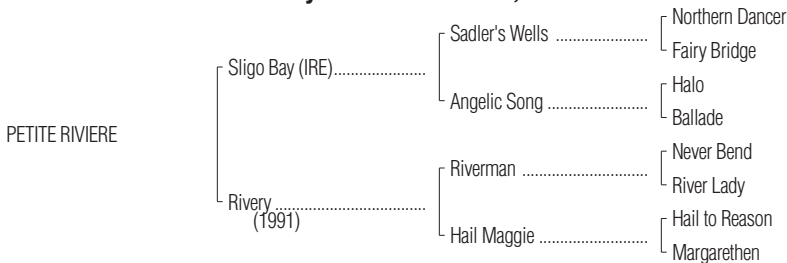 Northern Dancer
Sadler's Wells ....................
Fairy Bridge
Sligo Bay (IRE).......................
Halo
Angelic Song .........................
Ballade
PETITE RIVIERE
Never Bend
Riverman ...............................
River Lady
Rivery ......................................
(1991)
Hail to Reason
Hail Maggie ...........................
Margarethen